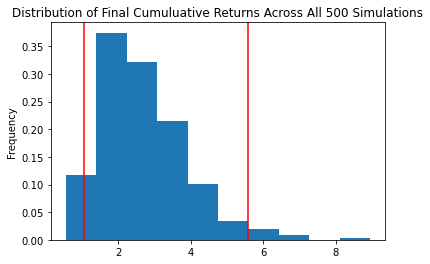 Distribution of Final Cumuluative Returns Across All 500 Simulations
Frequency
0.35
0.30
0.25
0.20
0.15
0.10
0.05
0.00
2 4 6 8